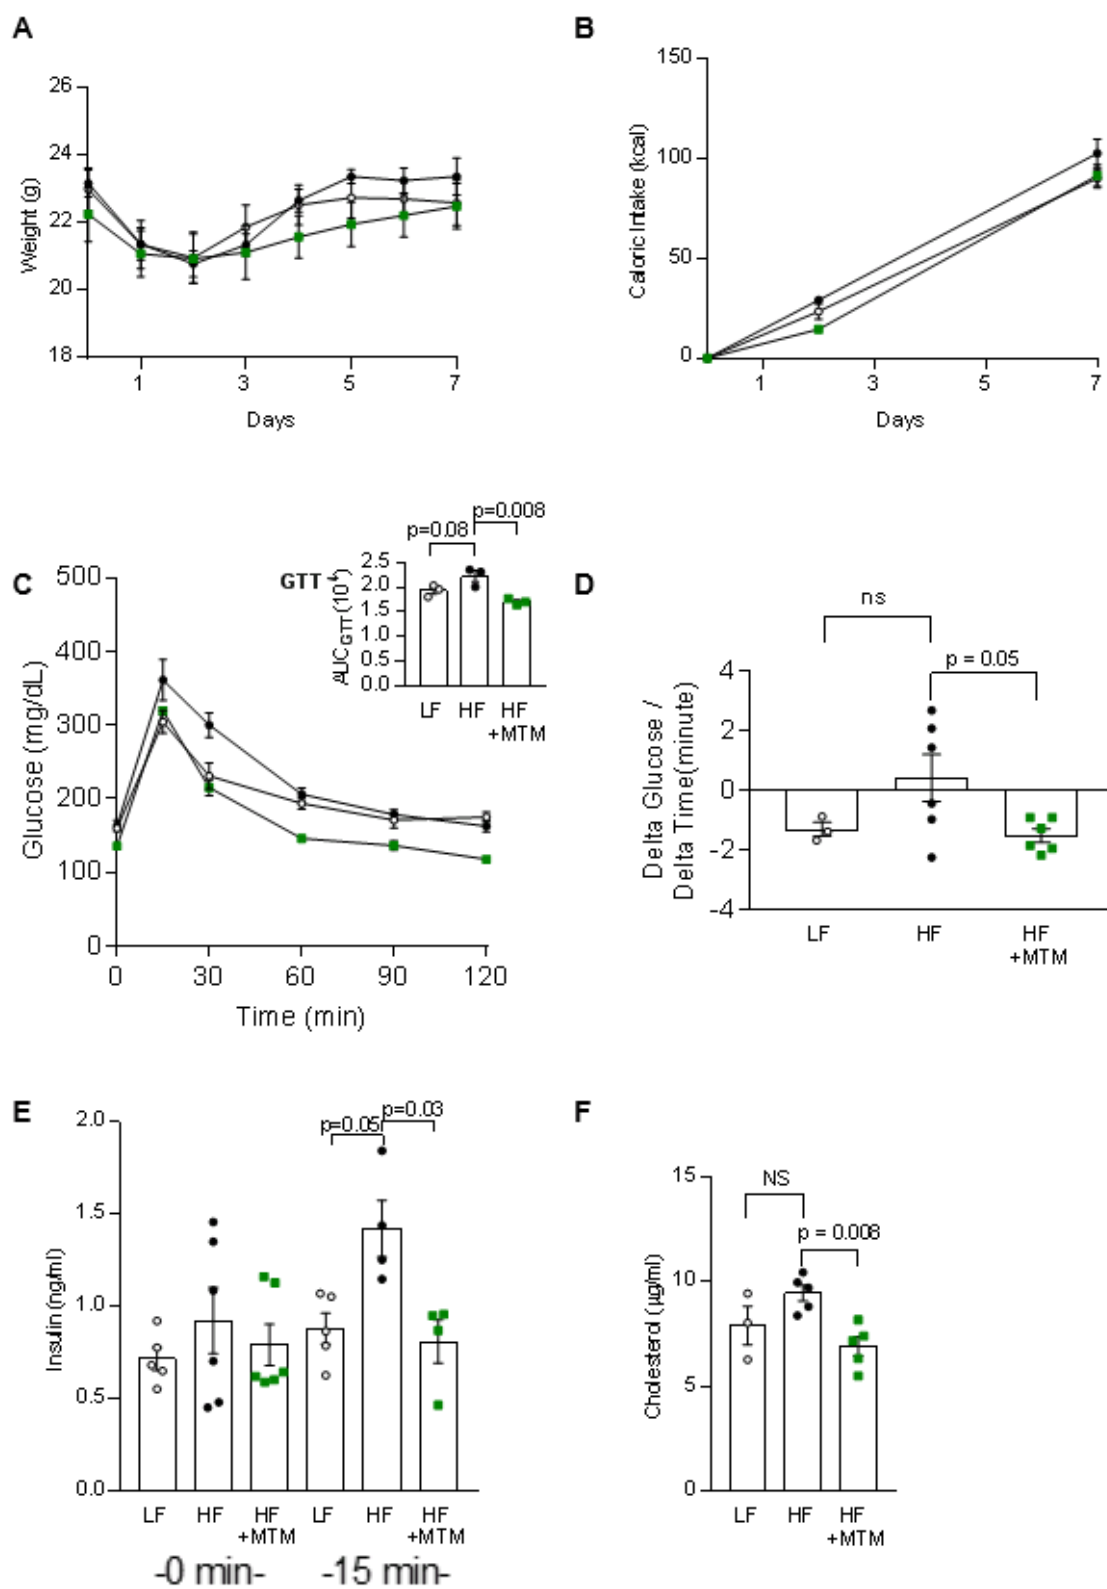 A
26
24
22
20
18
Weight (g)
1 3 5 7
Days
B
150
100
50
0
Caloric Intake (kcal)
1 3 5 7
Days
C
500
400
300
200
100
0
Glucose (mg/dL)
0 30 60 90 120
Time (min)
GTT
p=0.08
p=0.008
2.5
2.0
1.5
1.0
0.5
0.0
AUC GTT (10⁴)
LF HF HF
+MTM
D
ns
p = 0.05
4
2
0
-2
-4
Delta Glucose /
Delta Time(minute)
LF HF HF
+MTM
E
p=0.05
p=0.03
2.0
1.5
1.0
0.5
0.0
Insulin (ng/ml)
LF HF HF LF HF HF
+MTM +MTM
-0 min- -15 min-
F
NS
p = 0.008
15
10
5
0
Cholesterol (µg/ml)
LF HF HF
+MTM